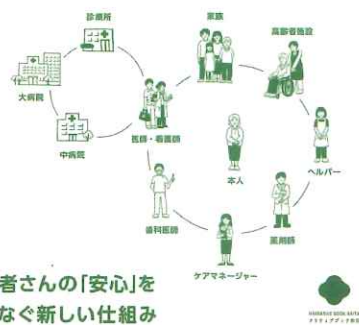 診療所
家族
高齢者施設
大病院
中病院
医師・看護師
本人
ヘルパー
歯科医師
薬剤師
ケアマネージャー
者さんの「安心」を
なぐ新しい仕組み